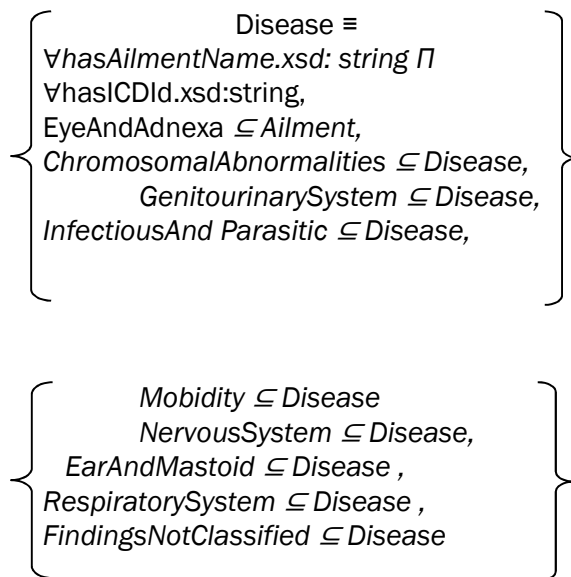 Disease ≡
∀hasAilmentName.xsd: string Π
∀hasICDId.xsd:string,
EyeAndAdnexa ⊆ Ailment,
ChromosomalAbnormalities ⊆ Disease,
GenitourinarySystem ⊆ Disease,
InfectiousAnd Parasitic ⊆ Disease,
Mobidity ⊆ Disease
NervousSystem ⊆ Disease,
EarAndMastoid ⊆ Disease ,
RespiratorySystem ⊆ Disease ,
FindingsNotClassified ⊆ Disease